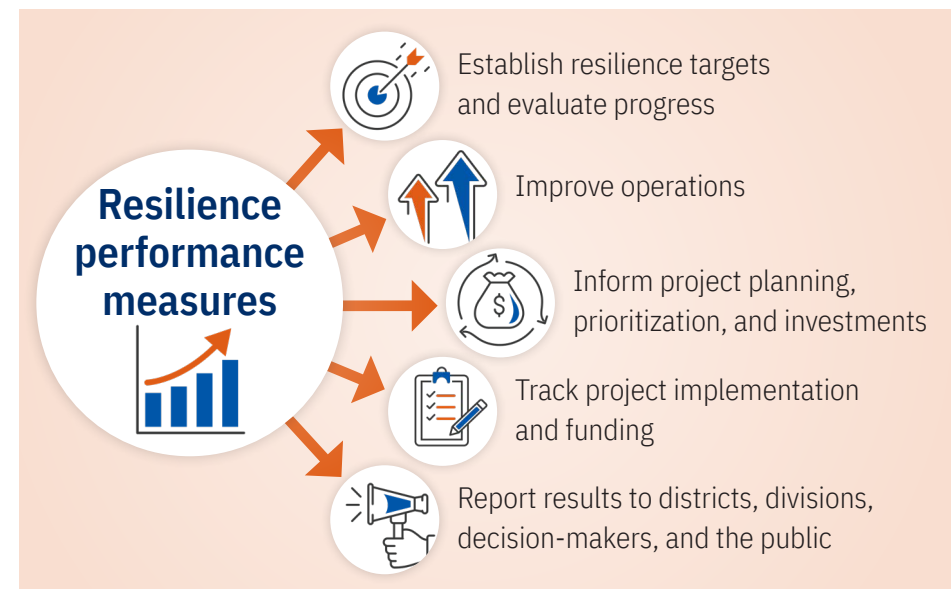 Resilience
performance
measures
Establish resilience targets
and evaluate progress
Improve operations
$
Inform project planning,
prioritization, and investments
Track project implementation
and funding
Report results to districts, divisions,
decision-makers, and the public